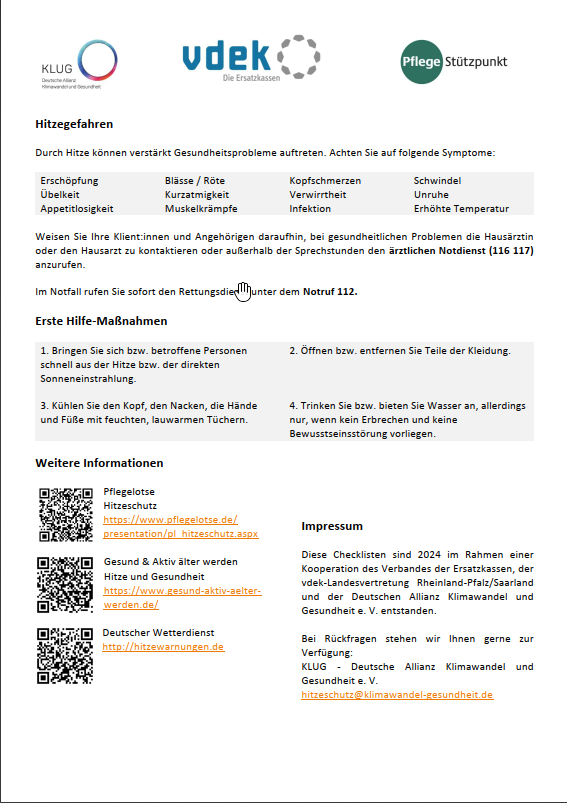 KLUG
Deutsche Allianz
Klimawandel und Gesundheit
vdek
Die Ersatzkassen
Pflege Stützpunkt
Hitzegefahren
Durch Hitze können verstärkt Gesundheitsprobleme auftreten. Achten Sie auf folgende Symptome:
Erschöpfung Blässe / Röte Kopfschmerzen Schwindel
Übelkeit Kurzatmigkeit Verwirrtheit Unruhe
Appetitlosigkeit Muskelkrämpfe Infektion Erhöhte Temperatur
Weisen Sie Ihre Klient:innen und Angehörigen daraufhin, bei gesundheitlichen Problemen die Hausärztin
oder den Hausarzt zu kontaktieren oder außerhalb der Sprechstunden den ärztlichen Notdienst (116 117)
anzurufen.
Im Notfall rufen Sie sofort den Rettungsdienst unter dem Notruf 112.
Erste Hilfe-Maßnahmen
1. Bringen Sie sich bzw. betroffene Personen
schnell aus der Hitze bzw. der direkten
Sonneneinstrahlung.
2. Öffnen bzw. entfernen Sie Teile der Kleidung.
3. Kühlen Sie den Kopf, den Nacken, die Hände
und Füße mit feuchten, lauwarmen Tüchern.
4. Trinken Sie bzw. bieten Sie Wasser an, allerdings
nur, wenn kein Erbrechen und keine
Bewusstseinsstörung vorliegen.
Weitere Informationen
Pflegelotse
Hitzeschutz
https://www.pflegelotse.de/
presentation/pl_hitzeschutz.aspx
Gesund & Aktiv älter werden
Hitze und Gesundheit
https://www.gesund-aktiv-aelter-
werden.de/
Deutscher Wetterdienst
http://hitzewarnungen.de
Impressum
Diese Checklisten sind 2024 im Rahmen einer
Kooperation des Verbandes der Ersatzkassen, der
vdek-Landesvertretung Rheinland-Pfalz/Saarland
und der Deutschen Allianz Klimawandel und
Gesundheit e. V. entstanden.
Bei Rückfragen stehen wir Ihnen gerne zur
Verfügung:
KLUG - Deutsche Allianz Klimawandel und
Gesundheit e. V.
hitzeschutz@klimawandel-gesundheit.de